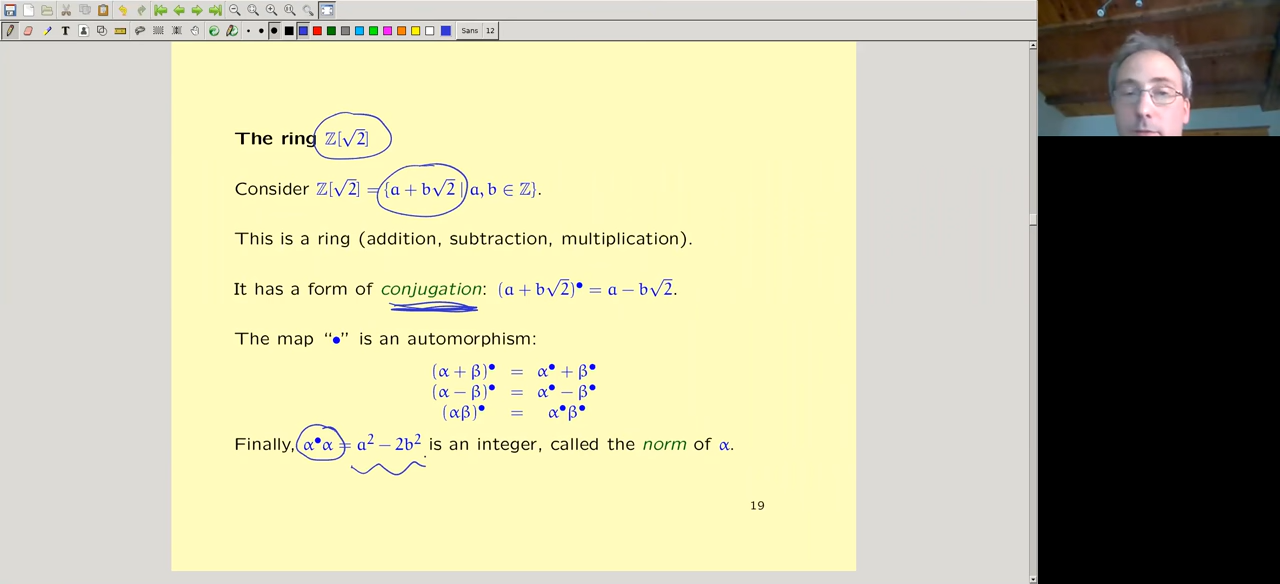 Sans 12
The ring ℤ[√2]
Consider ℤ[√2] = {a + b√2 | a, b ∈ ℤ}.
This is a ring (addition, subtraction, multiplication).
It has a form of conjugation: (a + b√2)• = a − b√2.
The map “•” is an automorphism:
(α + β)• = α• + β•
(α − β)• = α• − β•
(αβ)• = α•β•
Finally, α•α = a² − 2b² is an integer, called the norm of α.
19